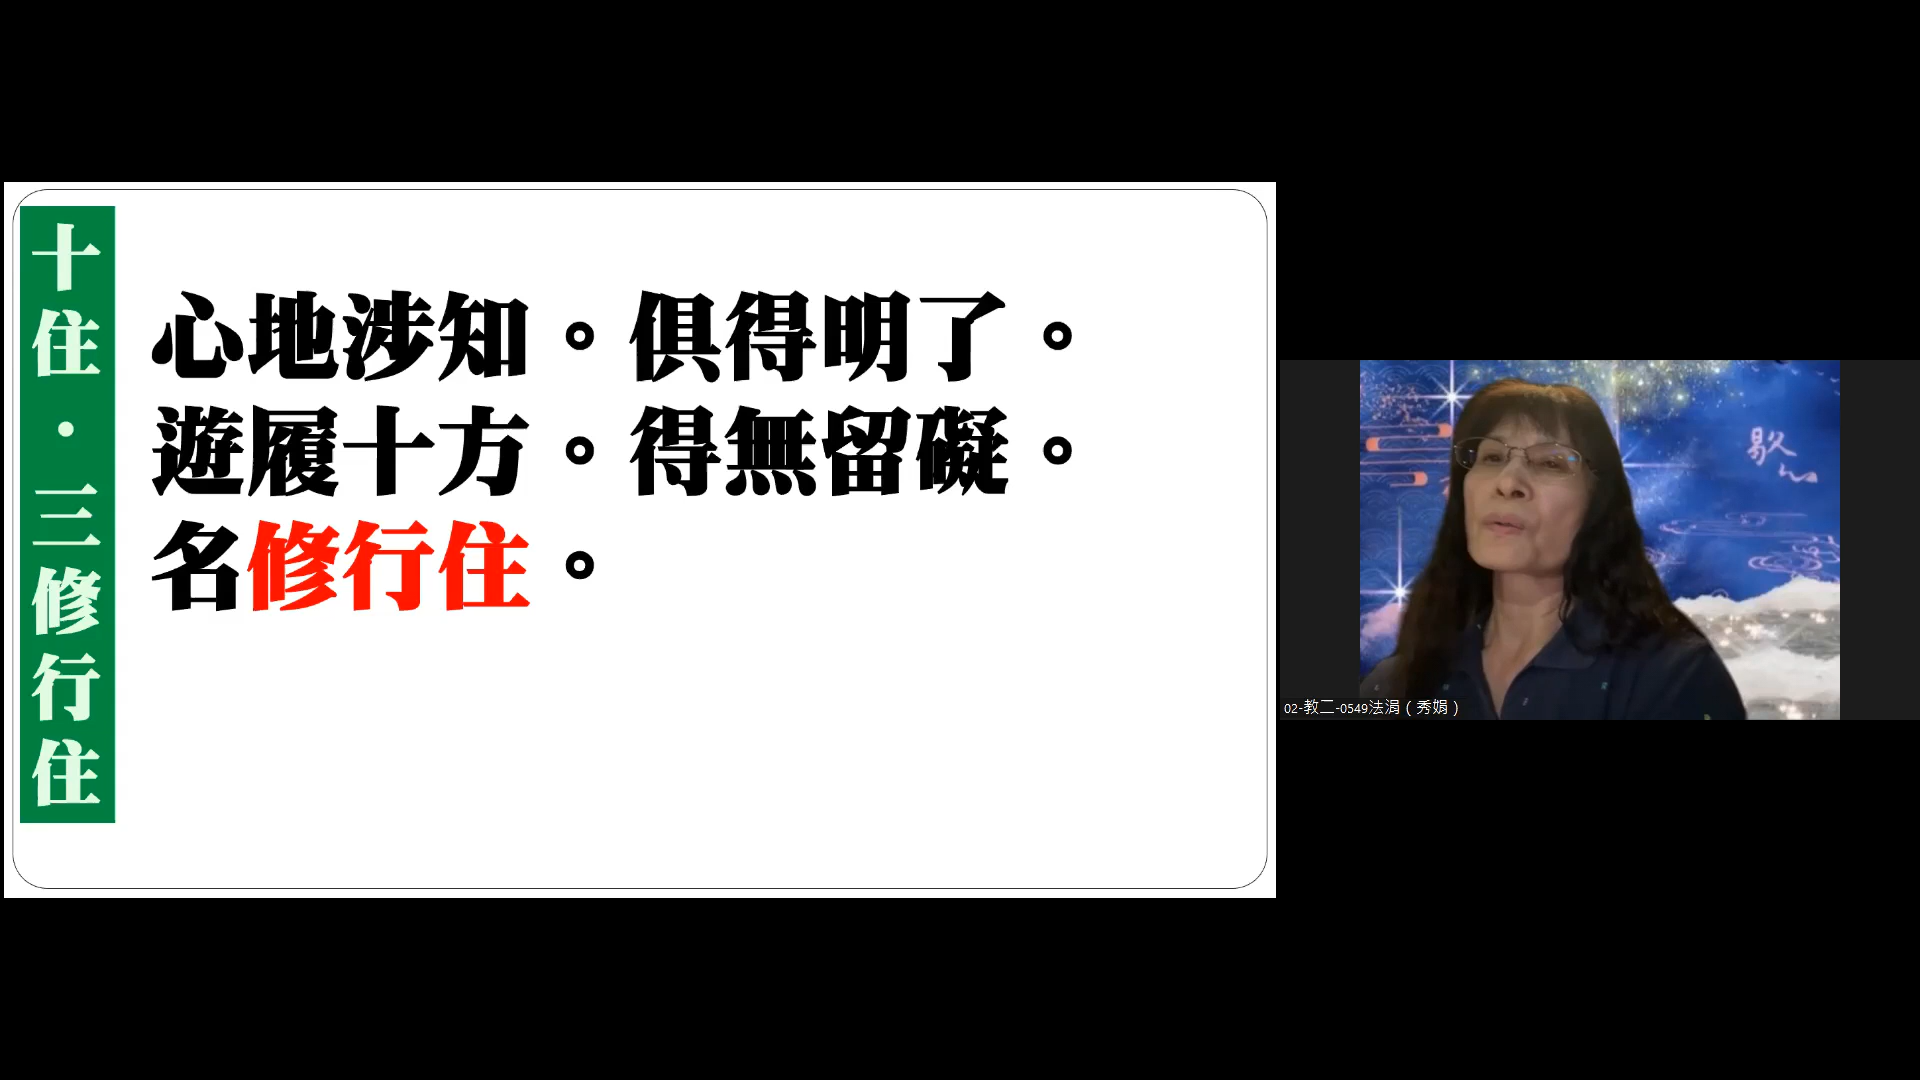 十住・三修行住
心地涉知。俱得明了。
遊履十方。得無留礙。
名修行住。
02-教二-0549法涓（秀娟）